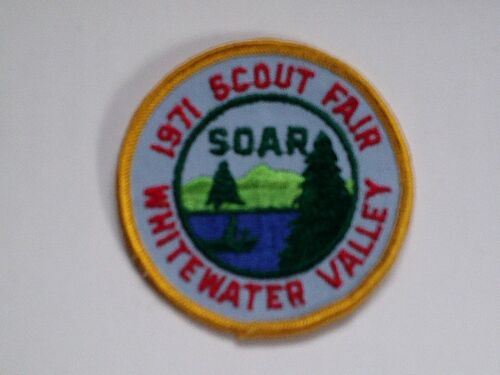 1971 SCOUT FAIR
SOAR
WHITEWATER VALLEY